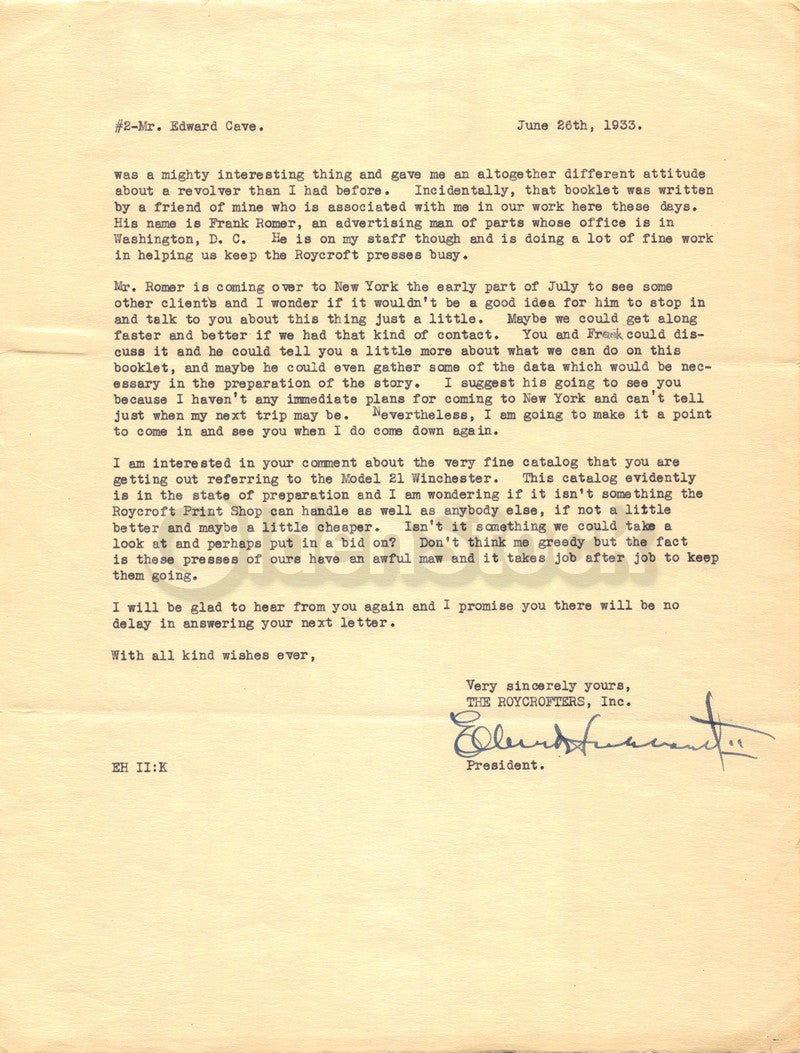 #2-Mr. Edward Cave. June 26th, 1933.
was a mighty interesting thing and gave me an altogether different attitude
about a revolver than I had before. Incidentally, that booklet was written
by a friend of mine who is associated with me in our work here these days.
His name is Frank Romer, an advertising man of parts whose office is in
Washington, D. C. He is on my staff though and is doing a lot of fine work
in helping us keep the Roycroft presses busy.
Mr. Romer is coming over to New York the early part of July to see some
other clients and I wonder if it wouldn't be a good idea for him to stop in
and talk to you about this thing just a little. Maybe we could get along
faster and better if we had that kind of contact. You and Frank could dis-
cuss it and he could tell you a little more about what we can do on this
booklet, and maybe he could even gather some of the data which would be nec-
essary in the preparation of the story. I suggest his going to see you
because I haven't any immediate plans for coming to New York and can't tell
just when my next trip may be. Nevertheless, I am going to make it a point
to come in and see you when I do come down again.
I am interested in your comment about the very fine catalog that you are
getting out referring to the Model 21 Winchester. This catalog evidently
is in the state of preparation and I am wondering if it isn't something the
Roycroft Print Shop can handle as well as anybody else, if not a little
better and maybe a little cheaper. Isn't it something we could take a
look at and perhaps put in a bid on? Don't think me greedy but the fact
is these presses of ours have an awful maw and it takes job after job to keep
them going.
I will be glad to hear from you again and I promise you there will be no
delay in answering your next letter.
With all kind wishes ever,
Very sincerely yours,
THE ROYCROFTERS, Inc.
Elbert Hubbard II
EH II:K President.